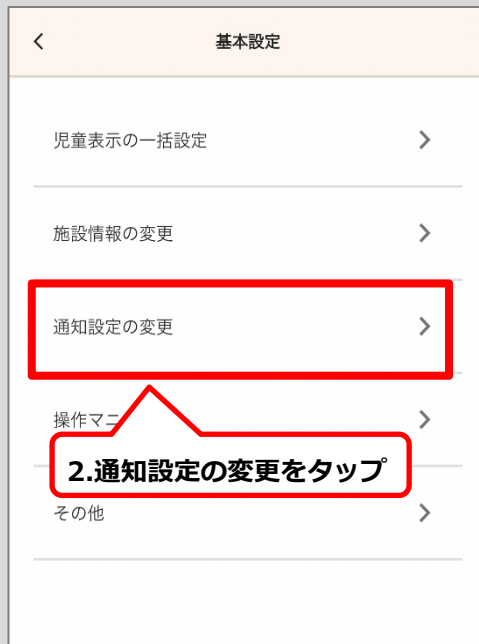 基本設定
児童表示の一括設定
施設情報の変更
通知設定の変更
操作マニ
2.通知設定の変更をタップ
その他